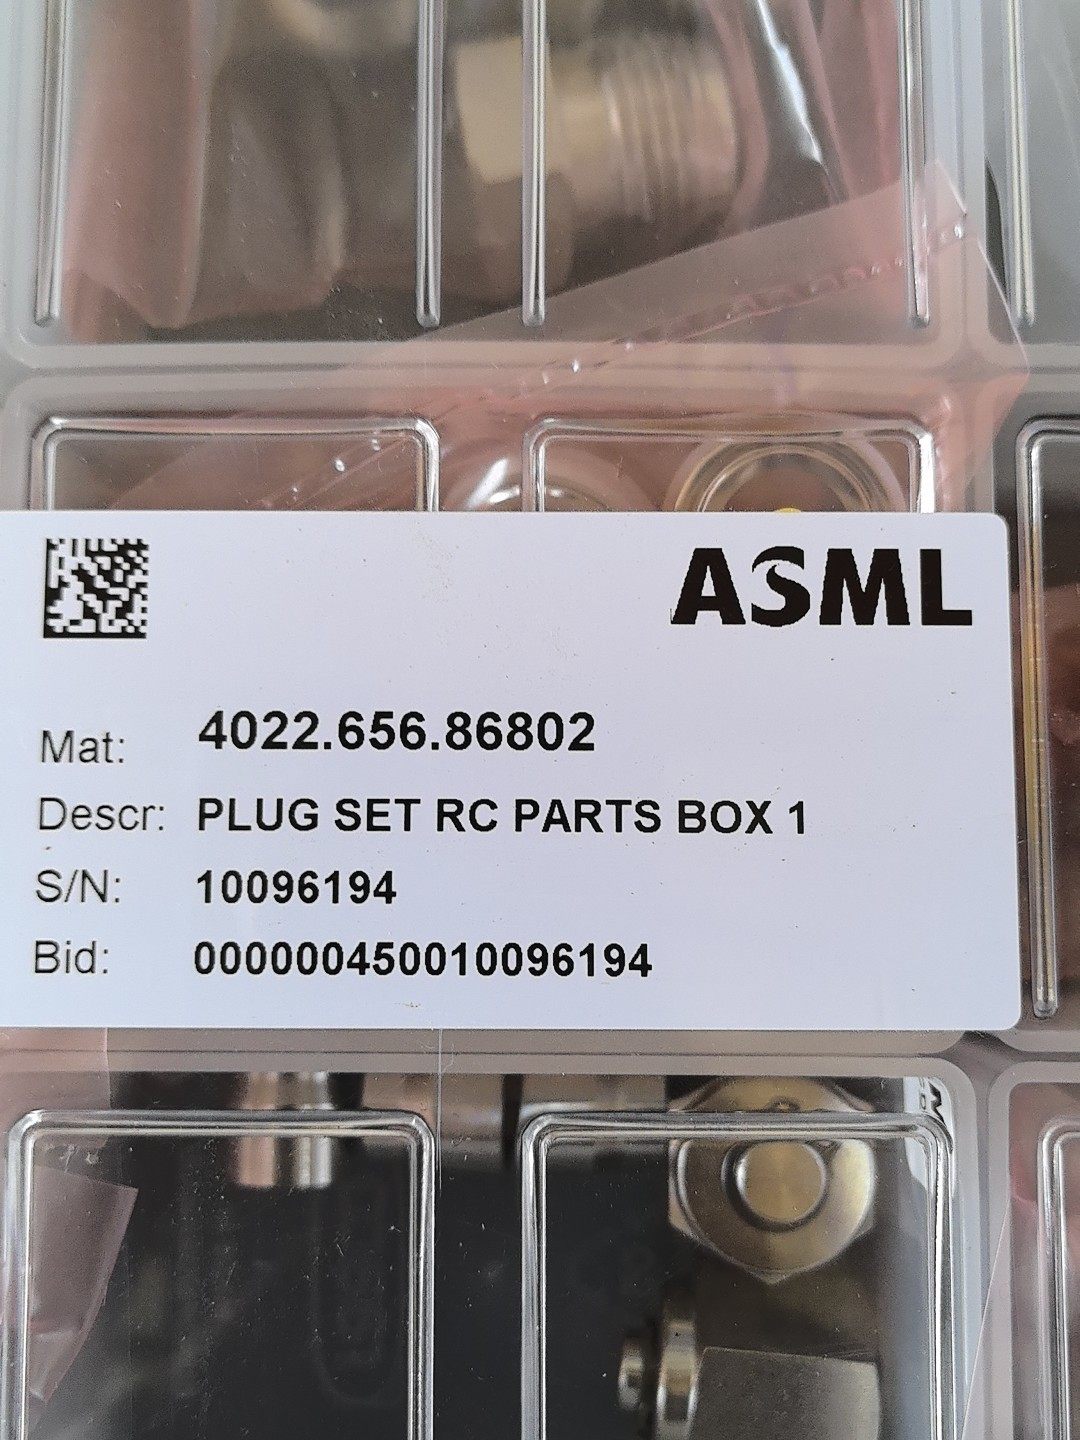 ASML
Mat: 4022.656.86802
Descr: PLUG SET RC PARTS BOX 1
S/N: 10096194
Bid: 000000450010096194